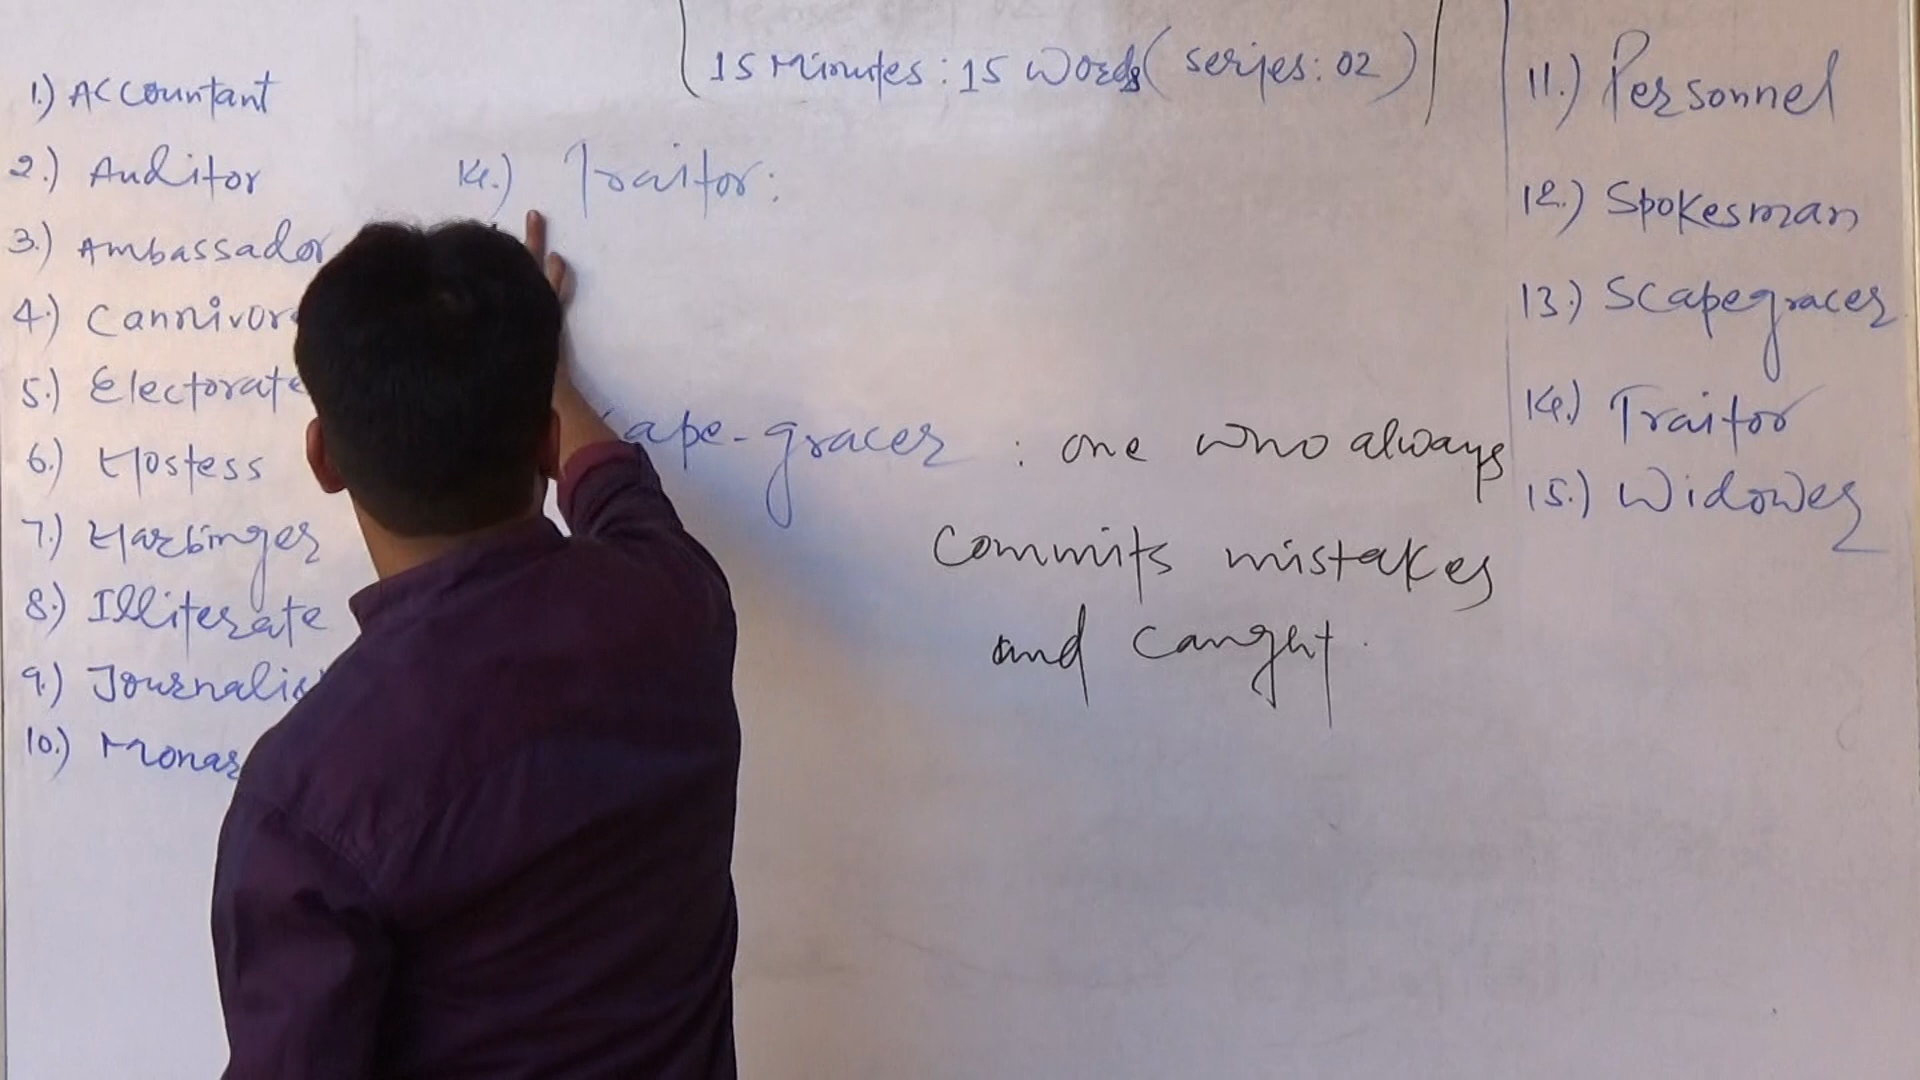 15 Minutes : 15 Words ( series: 02 )
1.) Accountant
2.) Auditor
3.) Ambassador
4.) Cannivor
5.) Electorate
6.) Hostess
7.) Harbinger
8.) Illiterate
9.) Journalis
10.) Monar
14.) Traitor:
ape-gracer : one who always
commits mistakes
and caught.
11.) Personnel
12.) Spokesman
13.) Scapegracer
14.) Traitor
15.) Widower